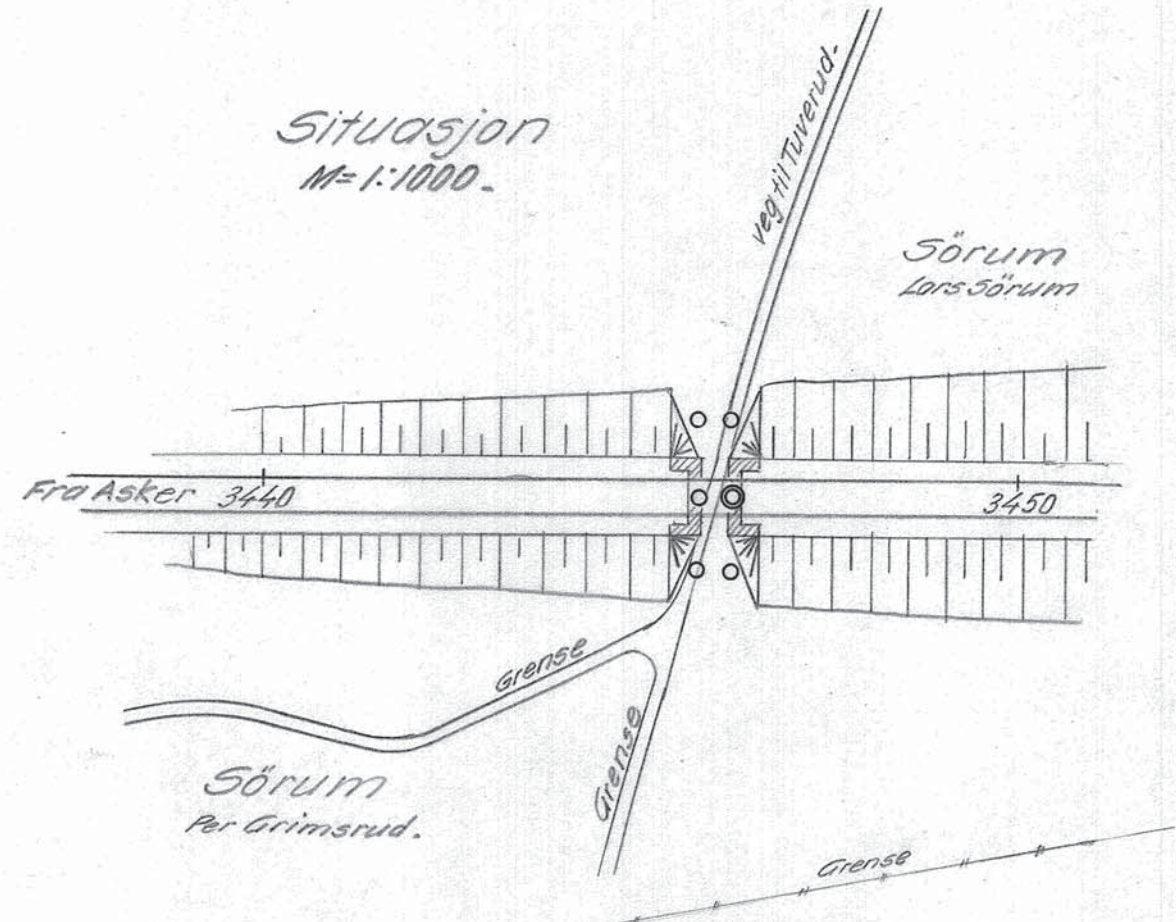 Situasjon
M= 1:1000.
veg til Tuverud.
Sörum
Lars Sörum
Fra Asker 3440
3450
Grense
Grense
Sörum
Per Grimsrud.
Grense